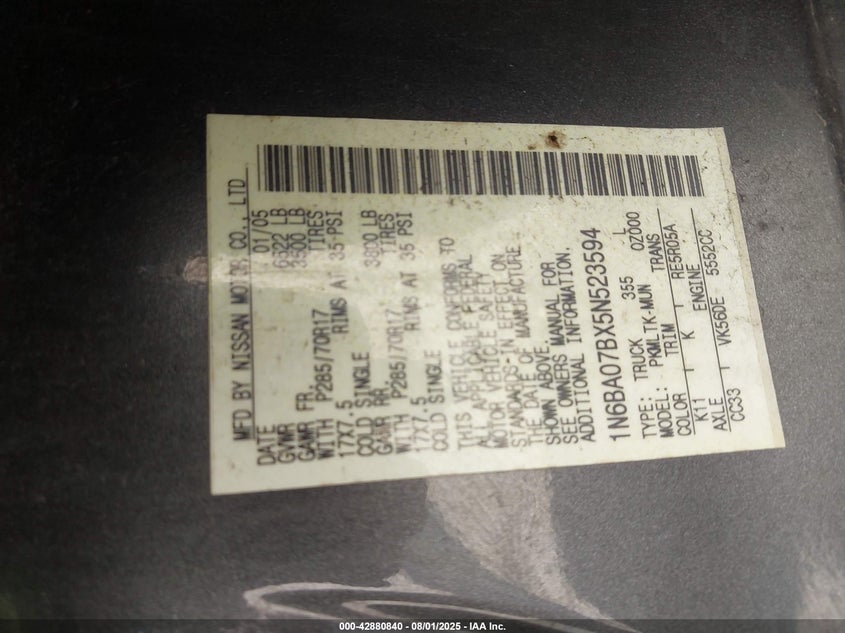 MFD BY NISSAN MOTOR CO., LTD
DATE 01/05
GVWR 6522 LB
GAWR FR. 3500 LB
WITH P285/70R17 TIRES
17X7.5 RIMS AT 35 PSI
COLD SINGLE
GAWR RR. 3800 LB
WITH P285/70R17 TIRES
17X7.5 RIMS AT 35 PSI
COLD SINGLE
THIS VEHICLE CONFORMS TO
ALL APPLICABLE FEDERAL
MOTOR VEHICLE SAFETY
STANDARDS IN EFFECT ON
THE DATE OF MANUFACTURE
SHOWN ABOVE.
SEE OWNERS MANUAL FOR
ADDITIONAL INFORMATION.
1N6BA07BX5N523594
TYPE: TRUCK 355 L
MODEL: PKMLTK-MUN 0Z000
COLOR TRIM TRANS
K11 K RE5R05A
AXLE ENGINE
CC33 VK56DE 5552CC
000-42880840 - 08/01/2025 - IAA Inc.